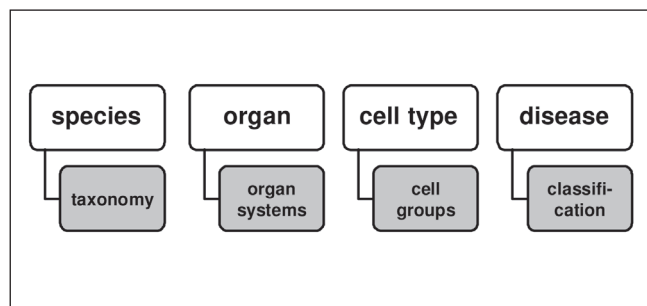 species
organ
cell type
disease
taxonomy
organ
systems
cell
groups
classifi-
cation